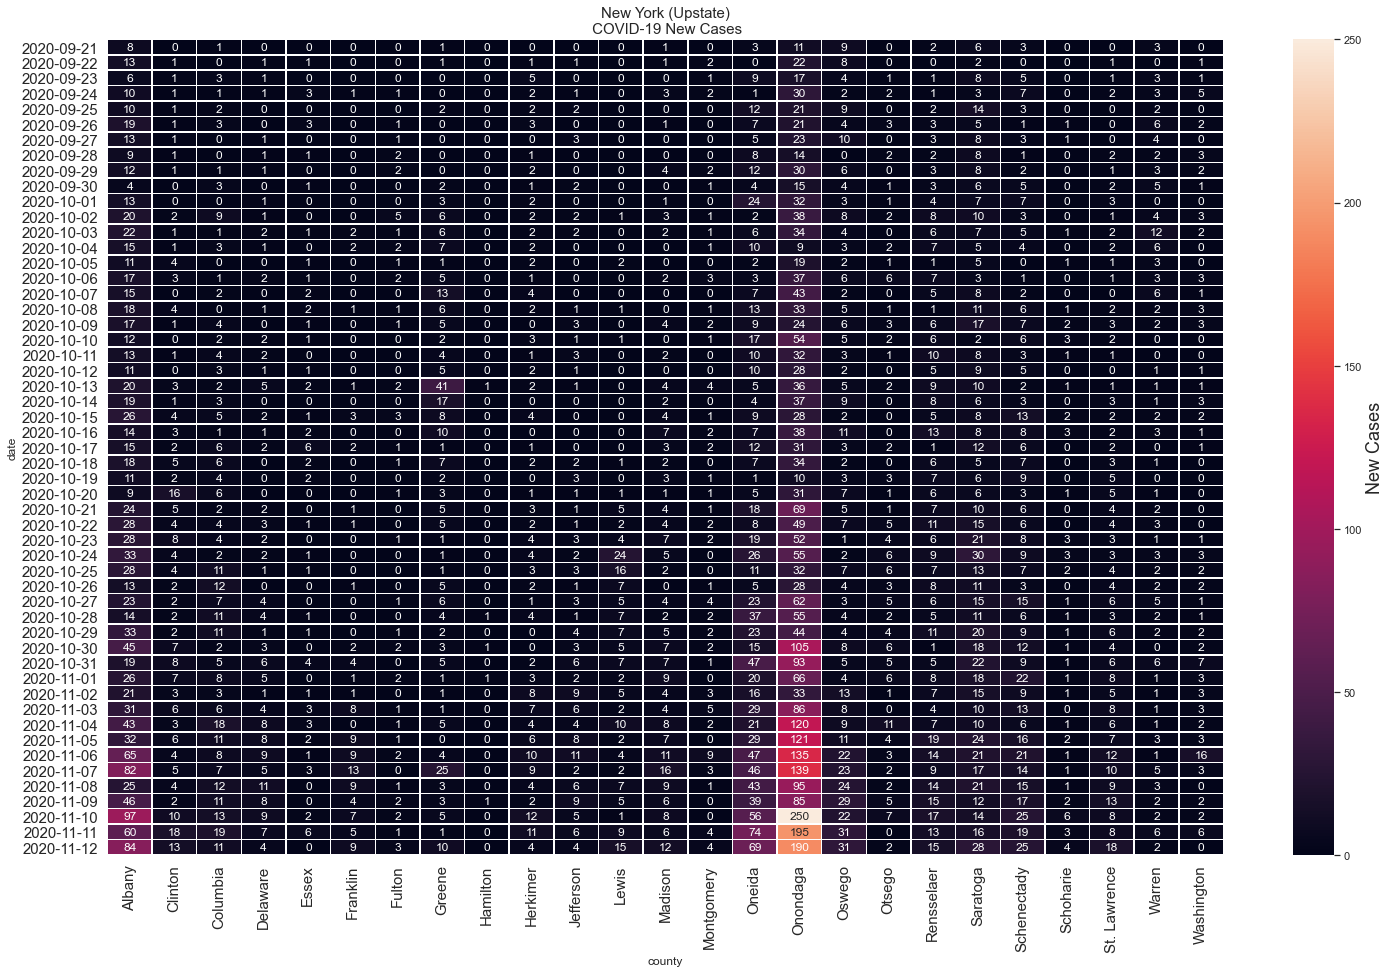 New York (Upstate)
COVID-19 New Cases
2020-09-21 8 0 1 0 0 0 0 1 0 0 0 0 1 0 3 11 9 0 2 6 3 0 0 3 0
2020-09-22 13 1 0 1 1 0 0 1 0 1 1 0 1 2 0 22 8 0 0 2 0 0 1 0 1
2020-09-23 6 1 3 1 0 0 0 0 0 5 0 0 0 1 9 17 4 1 1 8 5 0 1 3 1
2020-09-24 10 1 1 1 3 1 1 0 0 2 1 0 3 2 1 30 2 2 1 3 7 0 2 3 5
2020-09-25 10 1 2 0 0 0 0 2 0 2 2 0 0 0 12 21 9 0 2 14 3 0 0 2 0
2020-09-26 19 1 3 0 3 0 1 0 0 3 0 0 1 0 7 21 4 3 3 5 1 1 0 6 2
2020-09-27 13 1 0 1 0 0 1 0 0 0 3 0 0 0 5 23 10 0 3 8 3 1 0 4 0
2020-09-28 9 1 0 1 1 0 2 0 0 1 0 0 0 0 8 14 0 2 2 8 1 0 2 2 3
2020-09-29 12 1 1 1 0 0 2 0 0 2 0 0 4 2 12 30 6 0 3 8 2 0 1 3 2
2020-09-30 4 0 3 0 1 0 0 2 0 1 2 0 0 1 4 15 4 1 3 6 5 0 2 5 1
2020-10-01 13 0 0 1 0 0 0 3 0 2 0 0 1 0 24 32 3 1 4 7 7 0 3 0 0
2020-10-02 20 2 9 1 0 0 5 6 0 2 2 1 3 1 2 38 8 2 8 10 3 0 1 4 3
2020-10-03 22 1 1 2 1 2 1 6 0 2 2 0 2 1 6 34 4 0 6 7 5 1 2 12 2
2020-10-04 15 1 3 1 0 2 2 7 0 2 0 0 0 1 10 9 3 2 7 5 4 0 2 6 0
2020-10-05 11 4 0 0 1 0 1 1 0 2 0 2 0 0 2 19 2 1 1 5 0 1 1 3 0
2020-10-06 17 3 1 2 1 0 2 5 0 1 0 0 2 3 3 37 6 6 7 3 1 0 1 3 3
2020-10-07 15 0 2 0 2 0 0 13 0 4 0 0 0 0 7 43 2 0 5 8 2 0 0 6 1
2020-10-08 18 4 0 1 2 1 1 6 0 2 1 1 0 1 13 33 5 1 1 11 6 1 2 2 3
2020-10-09 17 1 4 0 1 0 1 5 0 0 3 0 4 2 9 24 6 3 6 17 7 2 3 2 3
2020-10-10 12 0 2 2 1 0 0 2 0 3 1 1 0 1 17 54 5 2 6 2 6 3 2 0 0
2020-10-11 13 1 4 2 0 0 0 4 0 1 3 0 2 0 10 32 3 1 10 8 3 1 1 0 0
2020-10-12 11 0 3 1 1 0 0 5 0 2 1 0 0 0 10 28 2 0 5 9 5 0 0 1 1
2020-10-13 20 3 2 5 2 1 2 41 1 2 1 0 4 4 5 36 5 2 9 10 2 1 1 1 1
2020-10-14 19 1 3 0 0 0 0 17 0 0 0 0 2 0 4 37 9 0 8 6 3 0 3 1 3
2020-10-15 26 4 5 2 1 3 3 8 0 4 0 0 4 1 9 28 2 0 5 8 13 2 2 2 2
2020-10-16 14 3 1 1 2 0 0 10 0 0 0 0 7 2 7 38 11 0 13 8 8 3 2 3 1
2020-10-17 15 2 6 2 6 2 1 1 0 1 0 0 3 2 12 31 3 2 1 12 6 0 2 0 1
2020-10-18 18 5 6 0 2 0 1 7 0 2 2 1 2 0 7 34 2 0 6 5 7 0 3 1 0
2020-10-19 11 2 4 0 2 0 0 2 0 0 3 0 3 1 1 10 3 3 7 6 9 0 5 0 0
2020-10-20 9 16 6 0 0 0 1 3 0 1 1 1 1 1 5 31 7 1 6 6 3 1 5 1 0
2020-10-21 24 5 2 2 0 1 0 5 0 3 1 5 4 1 18 69 5 1 7 10 6 0 4 2 0
2020-10-22 28 4 4 3 1 1 0 5 0 2 1 2 4 2 8 49 7 5 11 15 6 0 4 3 0
2020-10-23 28 8 4 2 0 0 1 1 0 4 3 4 7 2 19 52 1 4 6 21 8 3 3 1 1
2020-10-24 33 4 2 2 1 0 0 1 0 4 2 24 5 0 26 55 2 6 9 30 9 3 3 3 3
2020-10-25 28 4 11 1 1 0 0 1 0 3 3 16 2 0 11 32 7 6 7 13 7 2 4 2 2
2020-10-26 13 2 12 0 0 1 0 5 0 2 1 7 0 1 5 28 4 3 8 11 3 0 4 2 2
2020-10-27 23 2 7 4 0 0 1 6 0 1 3 5 4 4 23 62 3 5 6 15 15 1 6 5 1
2020-10-28 14 2 11 4 1 0 0 4 1 4 1 7 2 2 37 55 4 2 5 11 6 1 3 2 1
2020-10-29 33 2 11 1 1 0 1 2 0 0 4 7 5 2 23 44 4 4 11 20 9 1 6 2 2
2020-10-30 45 7 2 3 0 2 2 3 1 0 3 5 7 2 15 105 8 6 1 18 12 1 4 0 2
2020-10-31 19 8 5 6 4 4 0 5 0 2 6 7 7 1 47 93 5 5 5 22 9 1 6 6 7
2020-11-01 26 7 8 5 0 1 2 1 1 3 2 2 9 0 20 66 4 6 8 18 22 1 8 1 3
2020-11-02 21 3 3 1 1 1 0 1 0 8 9 5 4 3 16 33 13 1 7 15 9 1 5 1 3
2020-11-03 31 6 6 4 3 8 1 1 0 7 6 2 4 5 29 86 8 0 4 10 13 0 8 1 3
2020-11-04 43 3 18 8 3 0 1 5 0 4 4 10 8 2 21 120 9 11 7 10 6 1 6 1 2
2020-11-05 32 6 11 8 2 9 1 0 0 6 8 2 7 0 29 121 11 4 19 24 16 2 7 3 3
2020-11-06 65 4 8 9 1 9 2 4 0 10 11 4 11 9 47 135 22 3 14 21 21 1 12 1 16
2020-11-07 82 5 7 5 3 13 0 25 0 9 2 2 16 3 46 139 23 2 9 17 14 1 10 5 3
2020-11-08 25 4 12 11 0 9 1 3 0 4 6 7 9 1 43 95 24 2 14 21 15 1 9 3 0
2020-11-09 46 2 11 8 0 4 2 3 1 2 9 5 6 0 39 85 29 5 15 12 17 2 13 2 2
2020-11-10 97 10 13 9 2 7 2 5 0 12 5 1 8 0 56 250 22 7 17 14 25 6 8 2 2
2020-11-11 60 18 19 7 6 5 1 1 0 11 6 9 6 4 74 195 31 0 13 16 19 3 8 6 6
2020-11-12 84 13 11 4 0 9 3 10 0 4 4 15 12 4 69 190 31 2 15 28 25 4 18 2 0
Albany Clinton Columbia Delaware Essex Franklin Fulton Greene Hamilton Herkimer Jefferson Lewis Madison Montgomery Oneida Onondaga Oswego Otsego Rensselaer Saratoga Schenectady Schoharie St. Lawrence Warren Washington
county
date
250
200
150
100
50
0
New Cases